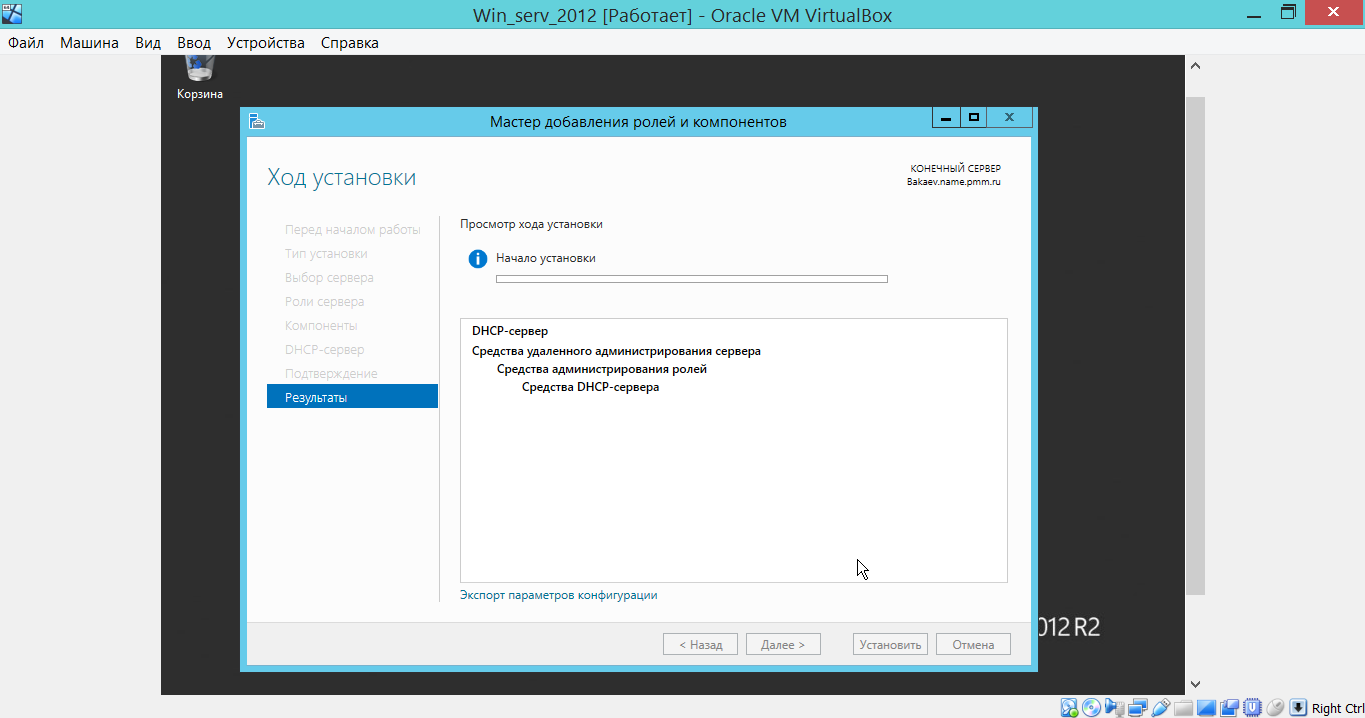 Win_serv_2012 [Работает] - Oracle VM VirtualBox
Файл Машина Вид Ввод Устройства Справка
Корзина
Мастер добавления ролей и компонентов
Ход установки
КОНЕЧНЫЙ СЕРВЕР
Bakaev.name.pmm.ru
Перед началом работы
Тип установки
Выбор сервера
Роли сервера
Компоненты
DHCP-сервер
Подтверждение
Результаты
Просмотр хода установки
Начало установки
DHCP-сервер
Средства удаленного администрирования сервера
Средства администрирования ролей
Средства DHCP-сервера
Экспорт параметров конфигурации
< Назад Далее > Установить Отмена
012 R2
Right Ctrl